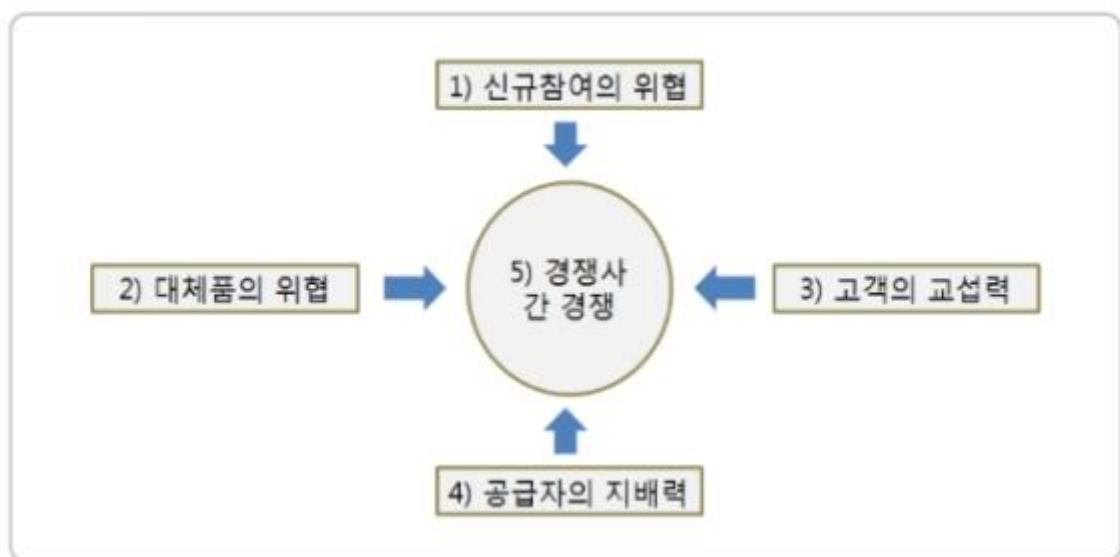 1) 신규참여의 위협
2) 대체품의 위협
5) 경쟁사
간 경쟁
3) 고객의 교섭력
4) 공급자의 지배력